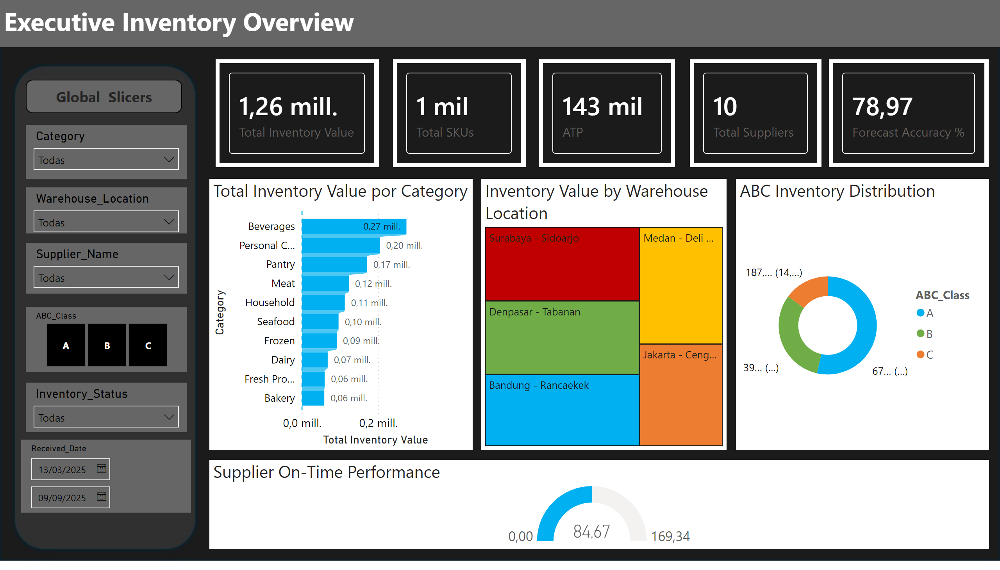 Executive Inventory Overview
Global Slicers
Category
Todas
Warehouse_Location
Todas
Supplier_Name
Todas
ABC_Class
A B C
Inventory_Status
Todas
Received_Date
13/03/2025
09/09/2025
1,26 mill.
Total Inventory Value
1 mil
Total SKUs
143 mil
ATP
10
Total Suppliers
78,97
Forecast Accuracy %
Total Inventory Value por Category
Category
Beverages 0,27 mill.
Personal C... 0,20 mill.
Pantry 0,17 mill.
Meat 0,12 mill.
Household 0,11 mill.
Seafood 0,10 mill.
Frozen 0,09 mill.
Dairy 0,07 mill.
Fresh Pro... 0,06 mill.
Bakery 0,06 mill.
0,0 mill. 0,2 mill.
Total Inventory Value
Inventory Value by Warehouse
Location
Surabaya - Sidoarjo
Denpasar - Tabanan
Bandung - Rancaekek
Medan - Deli ...
Jakarta - Ceng...
ABC Inventory Distribution
187,... (14,...)
39... (...)
67... (...)
ABC_Class
A
B
C
Supplier On-Time Performance
0,00
84,67
169,34